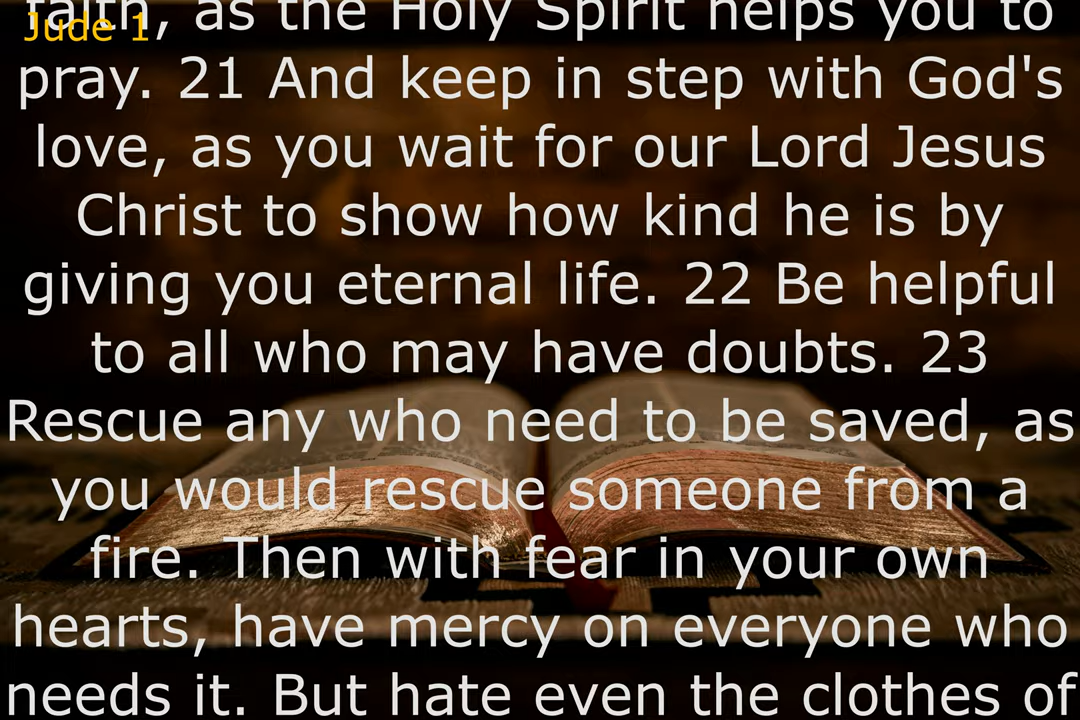 faith, as the Holy Spirit helps you to
Jude 1
pray. 21 And keep in step with God's
love, as you wait for our Lord Jesus
Christ to show how kind he is by
giving you eternal life. 22 Be helpful
to all who may have doubts. 23
Rescue any who need to be saved, as
you would rescue someone from a
fire. Then with fear in your own
hearts, have mercy on everyone who
needs it. But hate even the clothes of